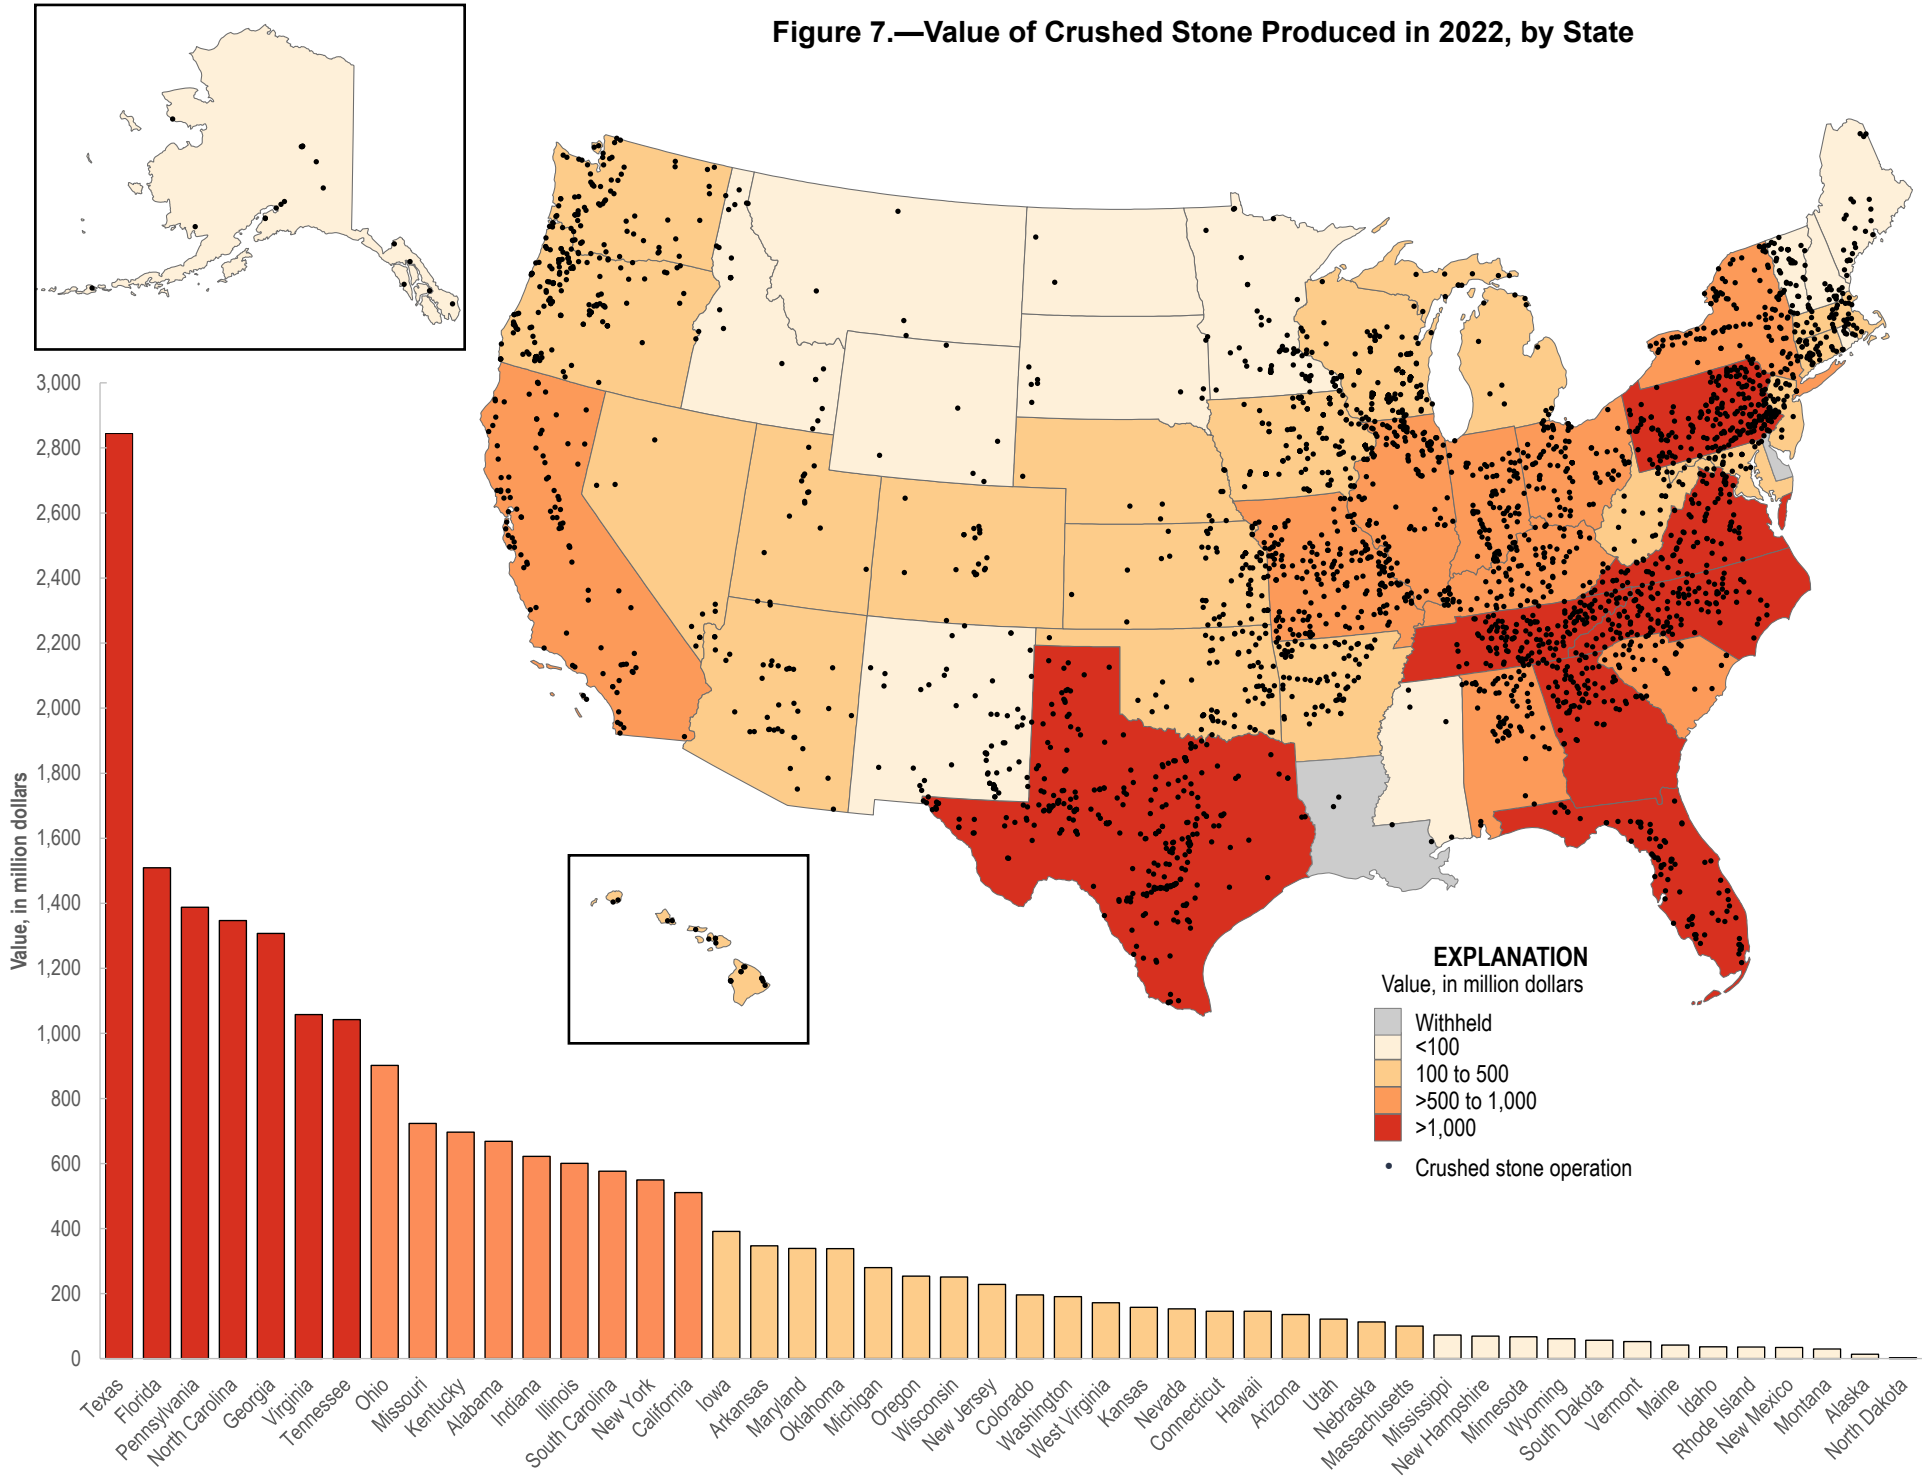 Figure 7.—Value of Crushed Stone Produced in 2022, by State
3,000
2,800
2,600
2,400
2,200
2,000
1,800
1,600
1,400
1,200
1,000
800
600
400
200
0
Value, in million dollars
EXPLANATION
Value, in million dollars
Withheld
<100
100 to 500
>500 to 1,000
>1,000
Crushed stone operation
Texas
Florida
Pennsylvania
North Carolina
Georgia
Virginia
Tennessee
Ohio
Missouri
Kentucky
Alabama
Indiana
Illinois
South Carolina
New York
California
Iowa
Arkansas
Maryland
Oklahoma
Michigan
Oregon
Wisconsin
New Jersey
Colorado
Washington
West Virginia
Kansas
Nevada
Connecticut
Hawaii
Arizona
Utah
Nebraska
Massachusetts
Mississippi
New Hampshire
Minnesota
Wyoming
South Dakota
Vermont
Maine
Idaho
Rhode Island
New Mexico
Montana
Alaska
North Dakota